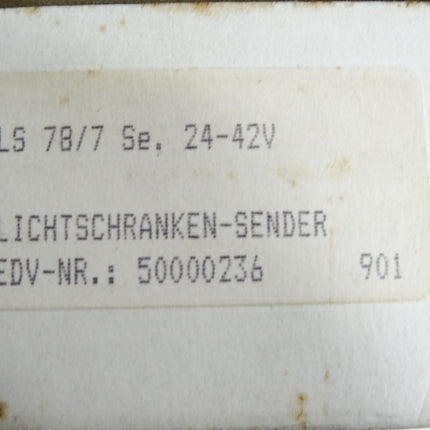 LS 78/7 Se. 24-42V
LICHTSCHRANKEN-SENDER
EDV-NR.: 50000236 901